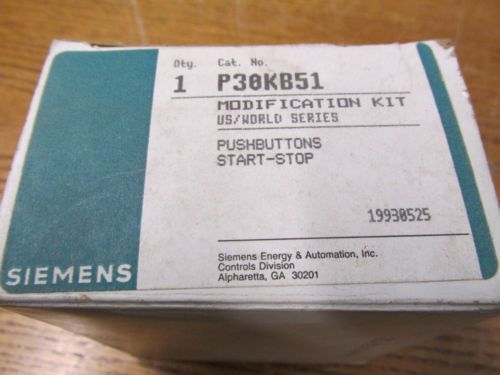 Qty. Cat. No.
1 P30KB51
MODIFICATION KIT
US/WORLD SERIES
PUSHBUTTONS
START-STOP
19930525
Siemens Energy & Automation, Inc.
Controls Division
Alpharetta, GA 30201
SIEMENS